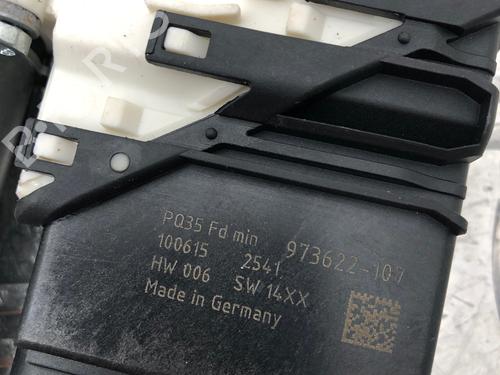 PQ35 Fd min 973622-107
100615 2541
HW 006 SW 14XX
Made in Germany